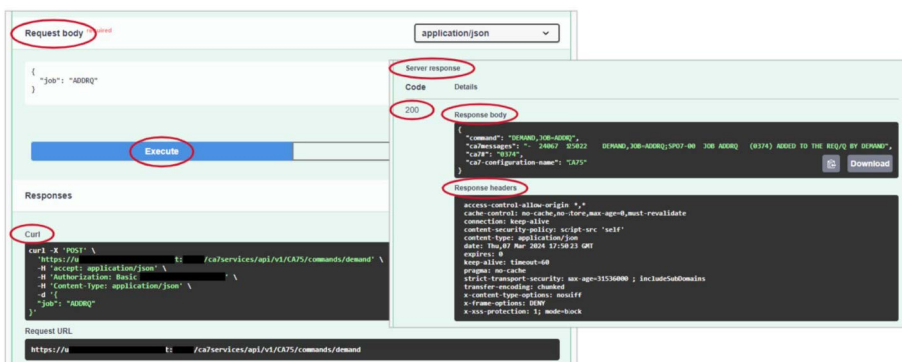 Request body required
application/json
{
"job": "ADDRQ"
}
Execute
Responses
Curl
curl -X 'POST' \
'https://u t: /ca7services/api/v1/CA75/commands/demand' \
-H 'accept: application/json' \
-H 'Authorization: Basic ' \
-H 'Content-Type: application/json' \
-d '{
"job": "ADDRQ"
}'
Request URL
https://u t: /ca7services/api/v1/CA75/commands/demand
Server response
Code Details
200
Response body
{
"command": "DEMAND,JOB=ADDRQ",
"ca7messages": "- 24067 DEMAND,JOB=ADDRQ;SPO7-00 JOB ADDRQ (0374) ADDED TO THE REQ/Q BY DEMAND",
"ca7#": "0374",
"ca7-configuration-name": "CA75"
}
Download
Response headers
access-control-allow-origin: *,*
cache-control: no-cache,no-store,max-age=0,must-revalidate
connection: keep-alive
content-security-policy: script-src 'self'
content-type: application/json
date: Thu,07 Mar 2024 17:50:23 GMT
expires: 0
keep-alive: timeout=60
pragma: no-cache
strict-transport-security: max-age=31536000 ; includeSubDomains
transfer-encoding: chunked
x-content-type-options: nosniff
x-frame-options: DENY
x-xss-protection: 1; mode=block